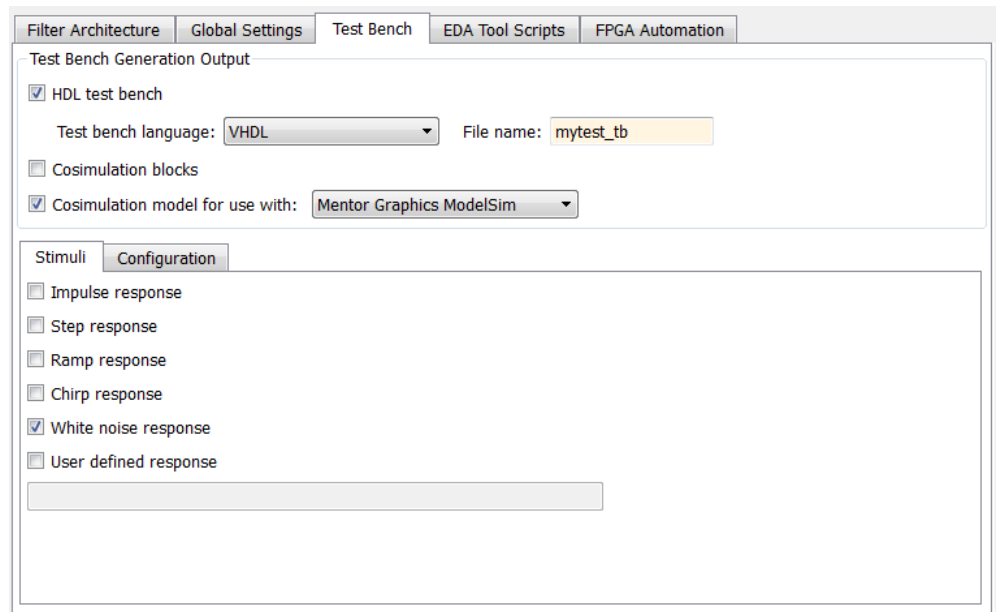 Filter Architecture Global Settings Test Bench EDA Tool Scripts FPGA Automation
Test Bench Generation Output
HDL test bench
Test bench language: VHDL File name: mytest_tb
Cosimulation blocks
Cosimulation model for use with: Mentor Graphics ModelSim
Stimuli Configuration
Impulse response
Step response
Ramp response
Chirp response
White noise response
User defined response